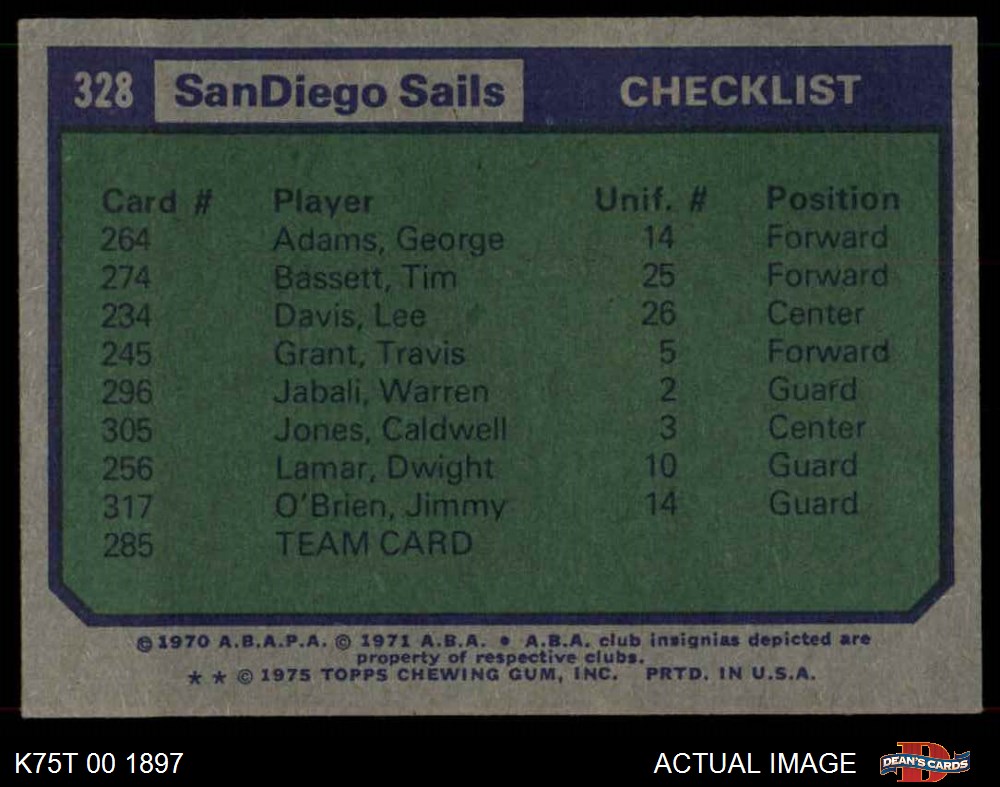 328 SanDiego Sails CHECKLIST
Card # Player Unif. # Position
264 Adams, George 14 Forward
274 Bassett, Tim 25 Forward
234 Davis, Lee 26 Center
245 Grant, Travis 5 Forward
296 Jabali, Warren 2 Guard
305 Jones, Caldwell 3 Center
256 Lamar, Dwight 10 Guard
317 O'Brien, Jimmy 14 Guard
285 TEAM CARD
© 1970 A.B.A.P.A. © 1971 A.B.A. • A.B.A. club insignias depicted are
property of respective clubs.
★ ★ © 1975 TOPPS CHEWING GUM, INC. PRTD. IN U.S.A.
K75T 00 1897 ACTUAL IMAGE D DEAN'S CARDS